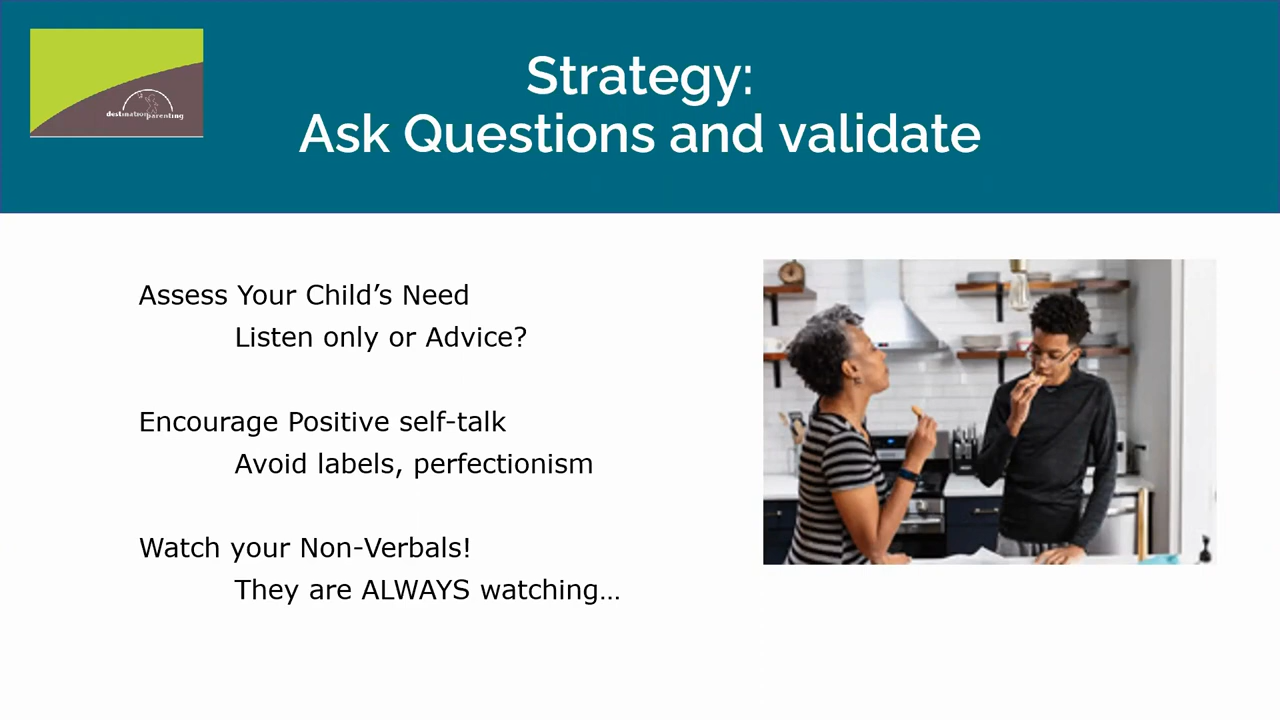 destinationparenting
Strategy:
Ask Questions and validate
Assess Your Child’s Need
Listen only or Advice?
Encourage Positive self-talk
Avoid labels, perfectionism
Watch your Non-Verbals!
They are ALWAYS watching…